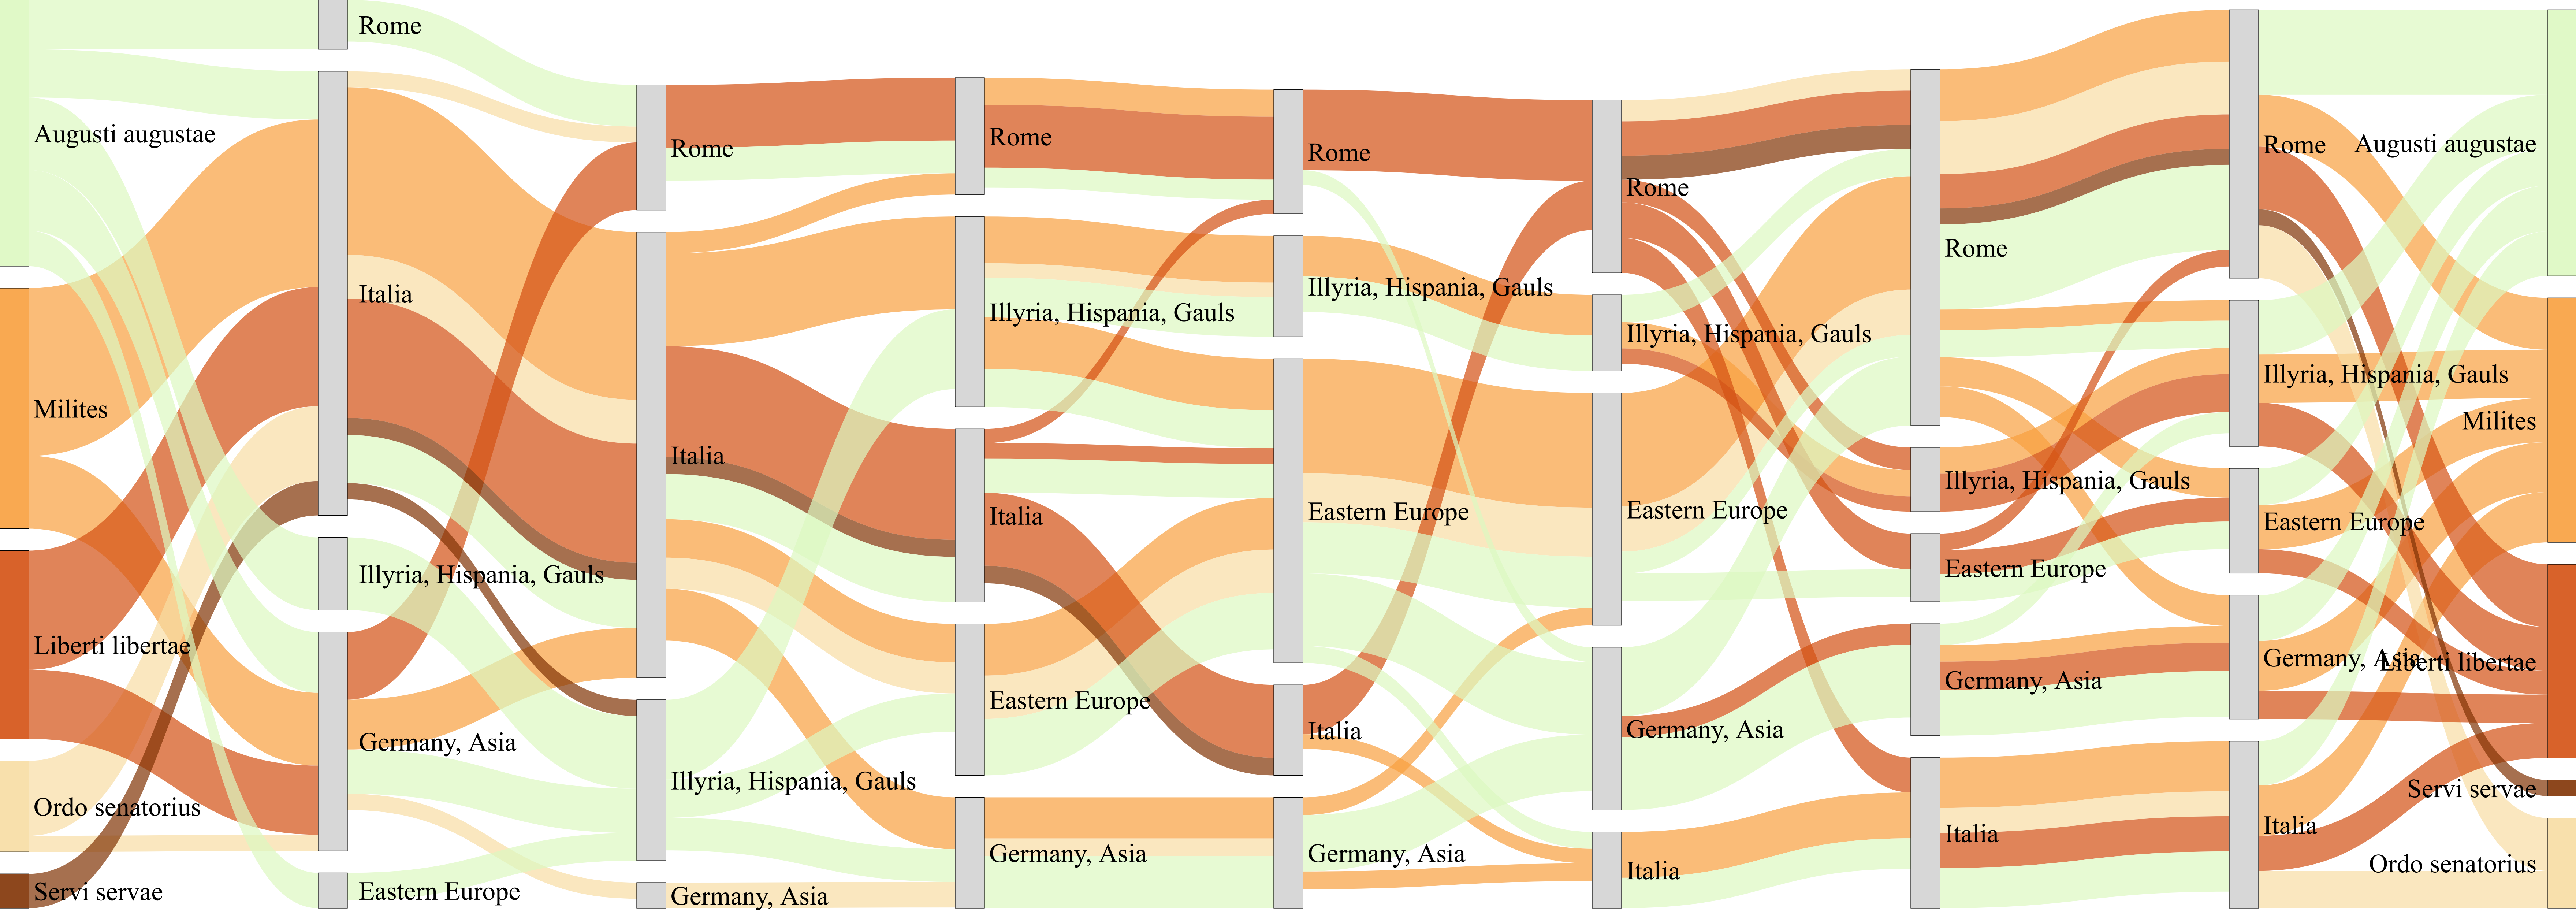 Augusti augustae
Milites
Liberti libertae
Ordo senatorius
Servi servae
Rome
Italia
Illyria, Hispania, Gauls
Germany, Asia
Eastern Europe
Rome
Italia
Illyria, Hispania, Gauls
Germany, Asia
Rome
Illyria, Hispania, Gauls
Italia
Eastern Europe
Germany, Asia
Rome
Illyria, Hispania, Gauls
Eastern Europe
Italia
Germany, Asia
Rome
Illyria, Hispania, Gauls
Eastern Europe
Germany, Asia
Italia
Rome
Illyria, Hispania, Gauls
Eastern Europe
Germany, Asia
Italia
Rome
Illyria, Hispania, Gauls
Eastern Europe
Germany, Asia
Italia
Augusti augustae
Milites
Liberti libertae
Servi servae
Ordo senatorius